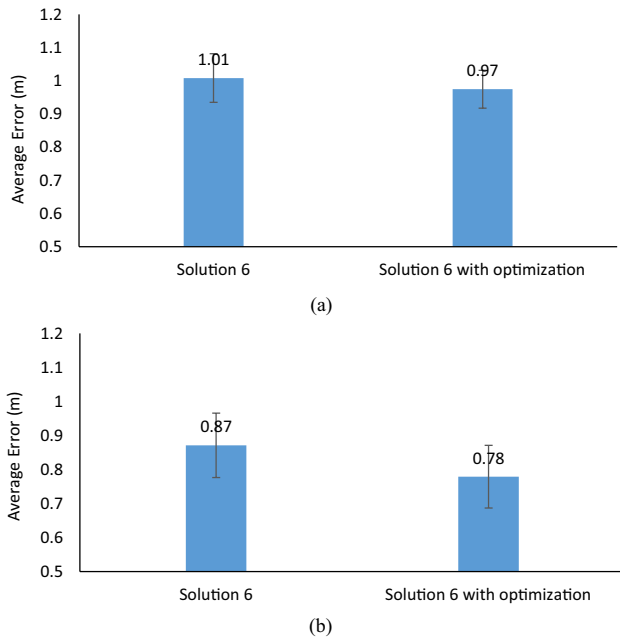 1.2
1.1
1
0.9
0.8
0.7
0.6
0.5
Average Error (m)
1.01
0.97
Solution 6
Solution 6 with optimization
(a)
1.2
1.1
1
0.9
0.8
0.7
0.6
0.5
Average Error (m)
0.87
0.78
Solution 6
Solution 6 with optimization
(b)